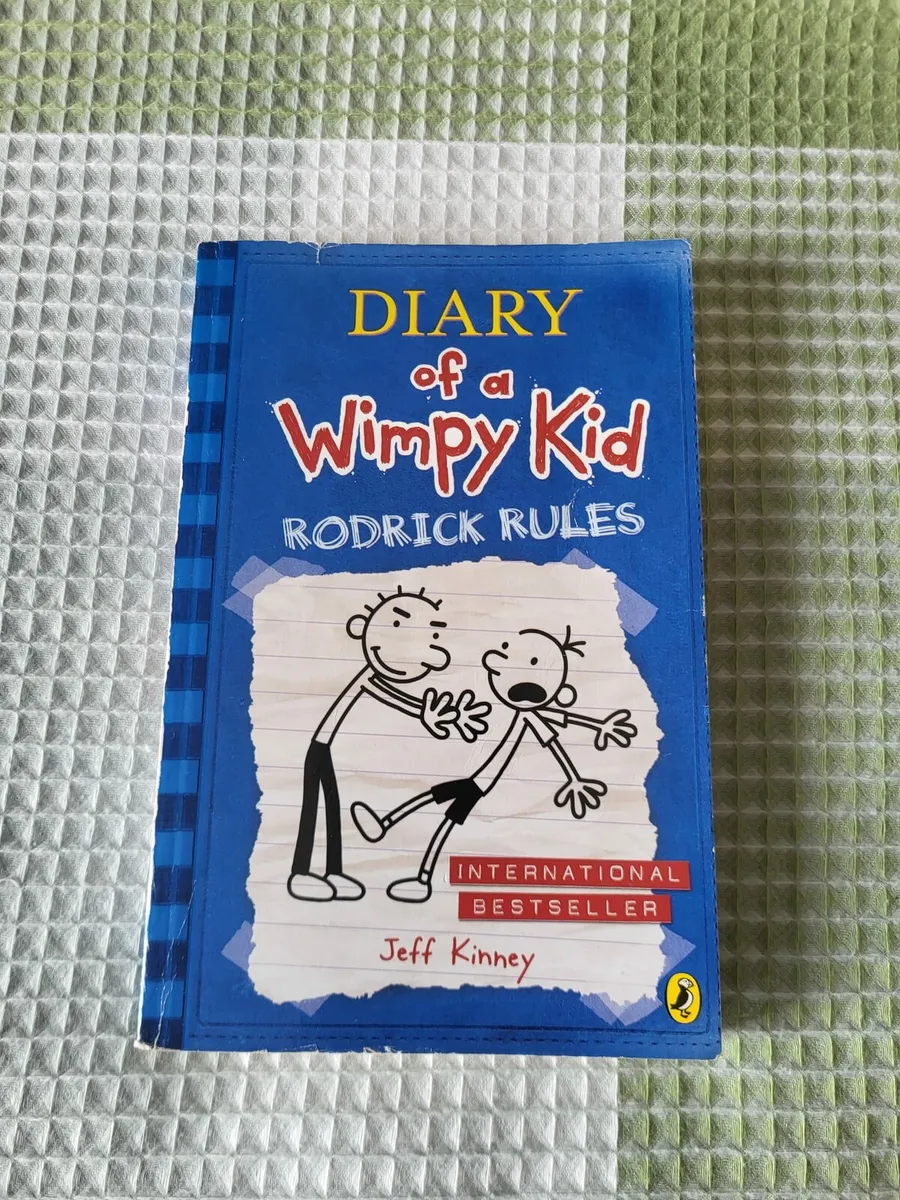 DIARY
of a
Wimpy Kid
RODRICK RULES
INTERNATIONAL
BESTSELLER
Jeff Kinney